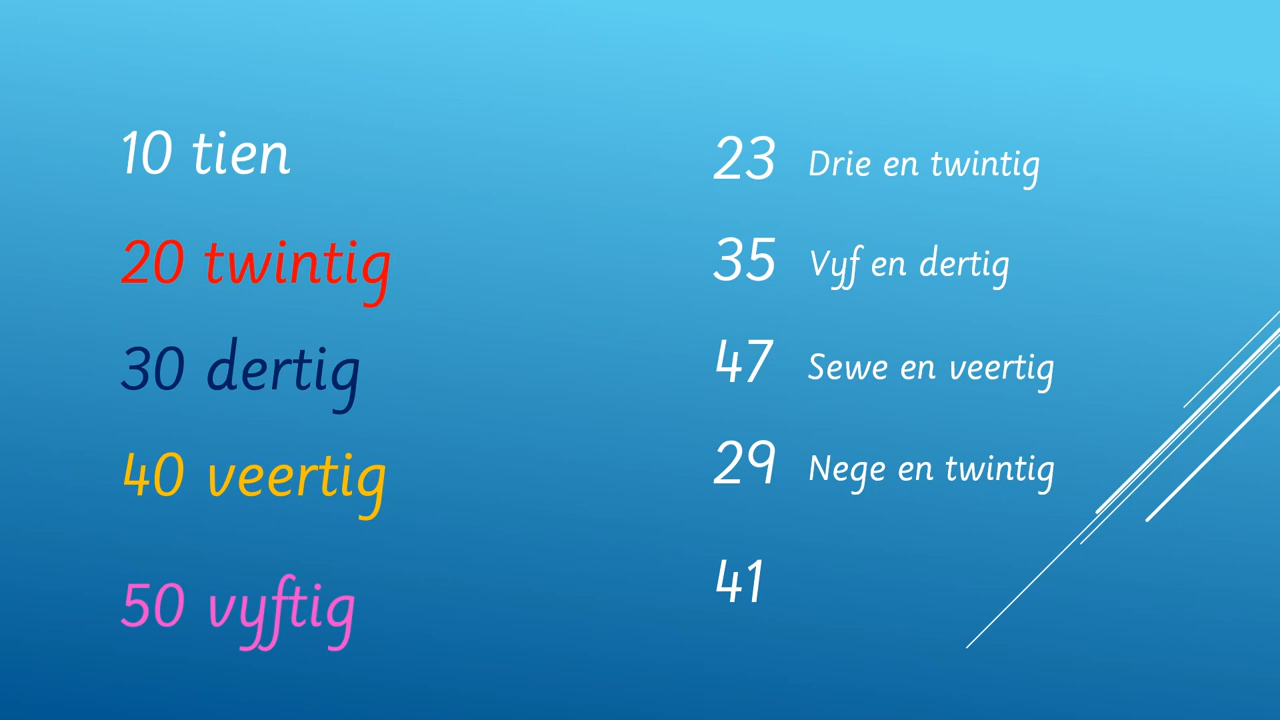 10 tien
20 twintig
30 dertig
40 veertig
50 vyftig
23 Drie en twintig
35 Vyf en dertig
47 Sewe en veertig
29 Nege en twintig
41